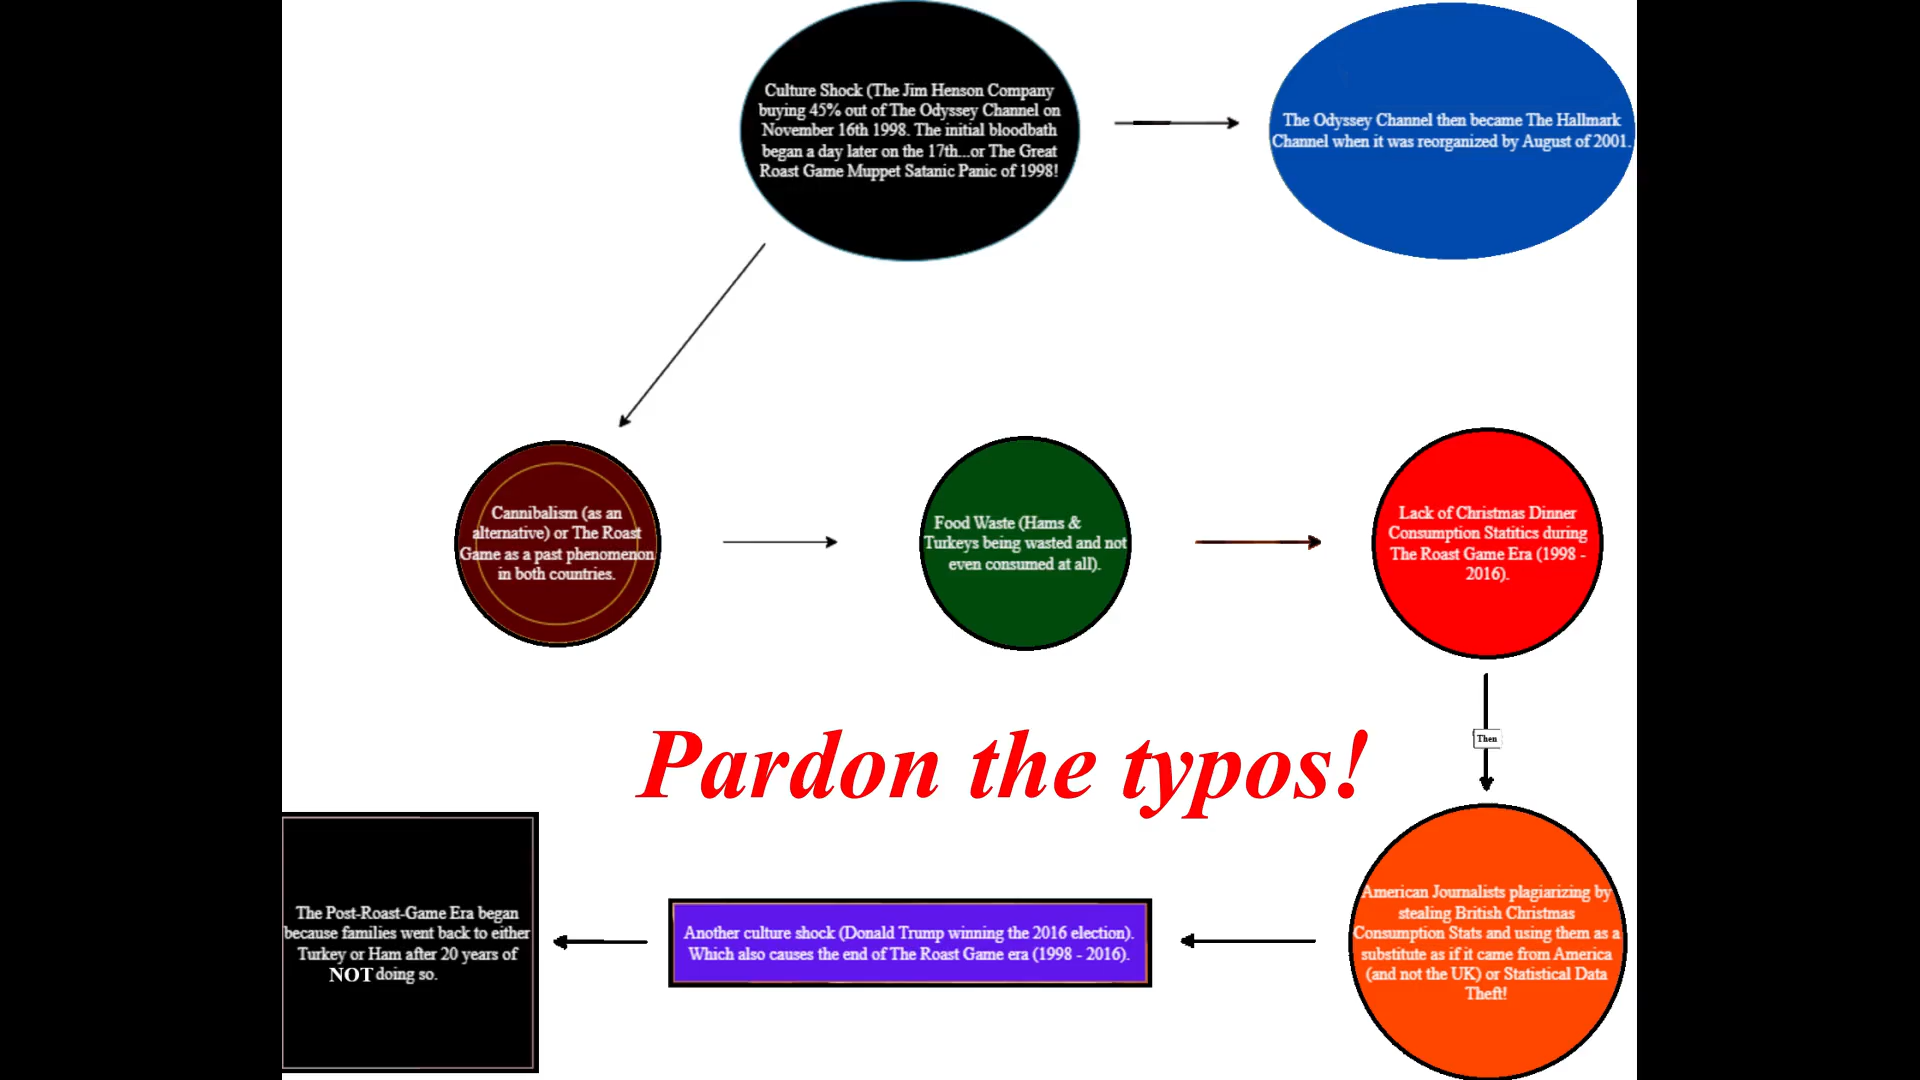 Culture Shock (The Jim Henson Company
buying 45% out of The Odyssey Channel on
November 16th 1998. The initial bloodbath
began a day later on the 17th...or The Great
Roast Game Muppet Satanic Panic of 1998!
The Odyssey Channel then became The Hallmark
Channel when it was reorganized by August of 2001.
Cannibalism (as an
alternative) or The Roast
Game as a past phenomenon
in both countries.
Food Waste (Hams &
Turkeys being wasted and not
even consumed at all).
Lack of Christmas Dinner
Consumption Statitics during
The Roast Game Era (1998 -
2016).
Then
Pardon the typos!
American Journalists plagiarizing by
stealing British Christmas
Consumption Stats and using them as a
substitute as if it came from America
(and not the UK) or Statistical Data
Theft!
Another culture shock (Donald Trump winning the 2016 election).
Which also causes the end of The Roast Game era (1998 - 2016).
The Post-Roast-Game Era began
because families went back to either
Turkey or Ham after 20 years of
NOT doing so.